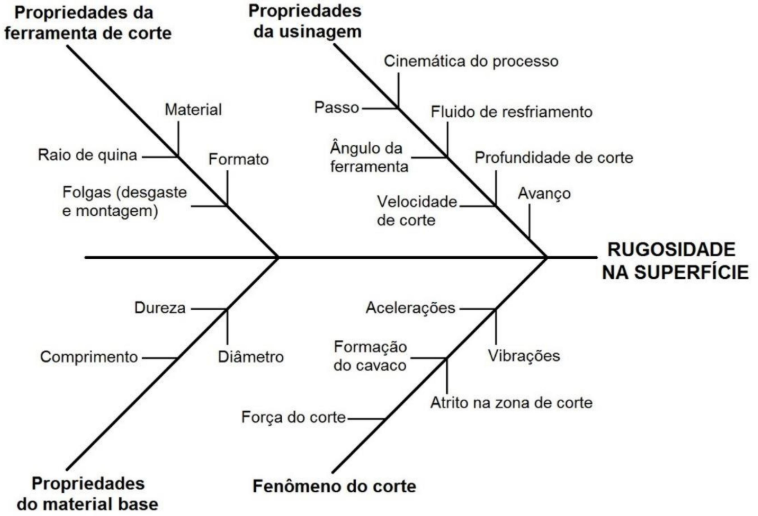 Propriedades da
ferramenta de corte
Propriedades
da usinagem
Cinemática do processo
Material
Passo
Fluido de resfriamento
Raio de quina
Formato
Ângulo da
ferramenta
Profundidade de corte
Folgas (desgaste
e montagem)
Velocidade
de corte
Avanço
RUGOSIDADE
NA SUPERFÍCIE
Dureza
Acelerações
Comprimento
Diâmetro
Formação
do cavaco
Vibrações
Atrito na zona de corte
Força do corte
Propriedades
do material base
Fenômeno do corte